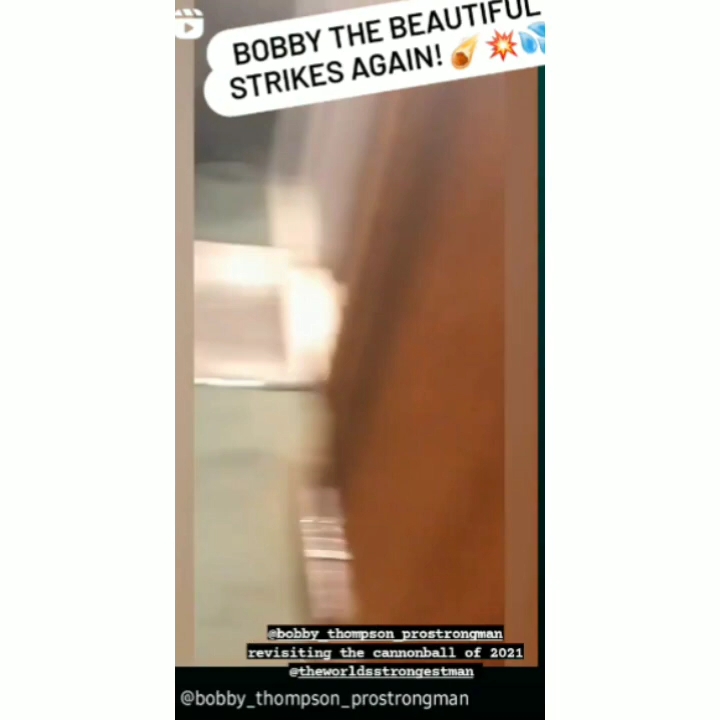 BOBBY THE BEAUTIFUL
STRIKES AGAIN! ☄️ 💥💦
@bobby_thompson_prostrongman
revisiting the cannonball of 2021
@theworldsstrongestman
@bobby_thompson_prostrongman